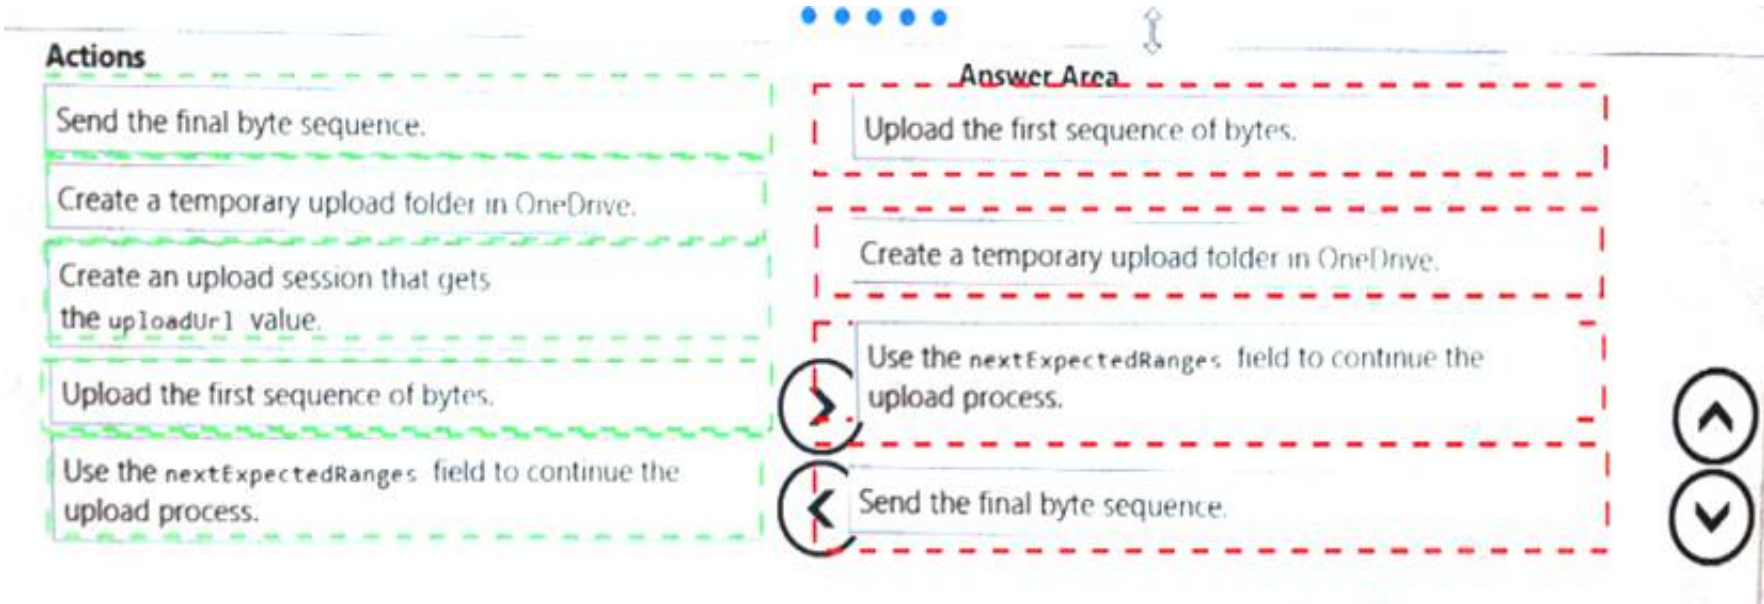 Actions
Send the final byte sequence.
Create a temporary upload folder in OneDrive.
Create an upload session that gets
the uploadUrl value.
Upload the first sequence of bytes.
Use the nextExpectedRanges field to continue the
upload process.
Answer Area
Upload the first sequence of bytes.
Create a temporary upload folder in OneDrive.
Use the nextExpectedRanges field to continue the
upload process.
Send the final byte sequence.